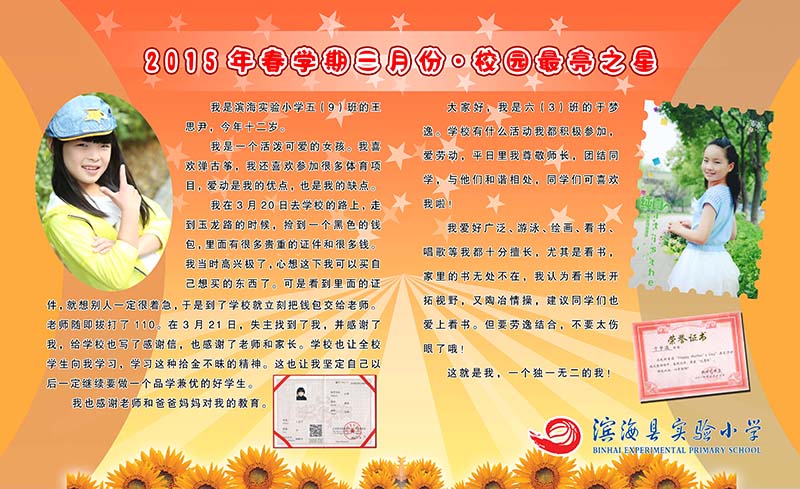 2015年春学期三月份·校园最亮之星
我是滨海实验小学五(9)班的王
思尹，今年十二岁。
我是一个活泼可爱的女孩。我喜
欢弹古筝，我还喜欢参加很多体育项
目，爱动是我的优点，也是我的缺点。
我在3月20日去学校的路上，走
到玉龙路的时候，捡到一个黑色的钱
包，里面有很多贵重的证件和很多钱。
我当时高兴极了，心想这下我可以买自
己想买的东西了。可是看到里面的证
件，就想别人一定很着急，于是到了学校就立刻把钱包交给老师。
老师随即拔打了110。在3月21日，失主找到了我，并感谢了
我，给学校也写了感谢信，也感谢了老师和家长。学校也让全校
学生向我学习，学习这种拾金不昧的精神。这也让我坚定自己以
后一定继续要做一个品学兼优的好学生。
我也感谢老师和爸爸妈妈对我的教育。
大家好，我是六(3)班的于梦
逸。学校有什么活动我都积极参加，
爱劳动，平日里我尊敬师长，团结同
学，与他们和谐相处，同学们可喜欢
我啦！
我爱好广泛、游泳、绘画、看书、
唱歌等我都十分擅长，尤其是看书，
家里的书无处不在，我认为看书既开
拓视野，又陶冶情操，建议同学们也
爱上看书。但要劳逸结合，不要太伤
眼了哦！
这就是我，一个独一无二的我！
荣誉证书
滨海县实验小学
BINHAI EXPERIMENTAL PRIMARY SCHOOL